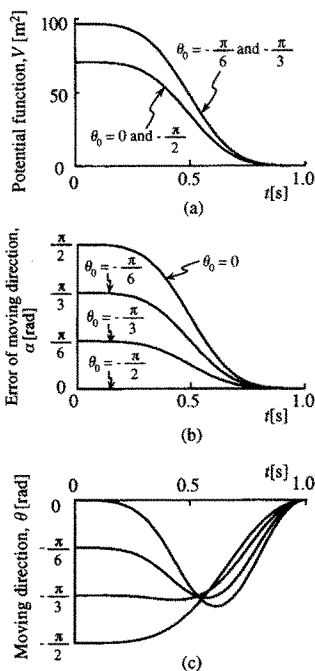 Potential function, V [m²]
100
50
0
θ₀ = -π/6 and -π/3
θ₀ = 0 and -π/2
0.5
1.0
t[s]
(a)
Error of moving direction,
α [rad]
π/2
π/3
π/6
0
θ₀ = -π/6
θ₀ = 0
θ₀ = -π/3
θ₀ = -π/2
0.5
1.0
t[s]
(b)
Moving direction, θ [rad]
t[s]
0
0.5
1.0
0
-π/6
-π/3
-π/2
(c)